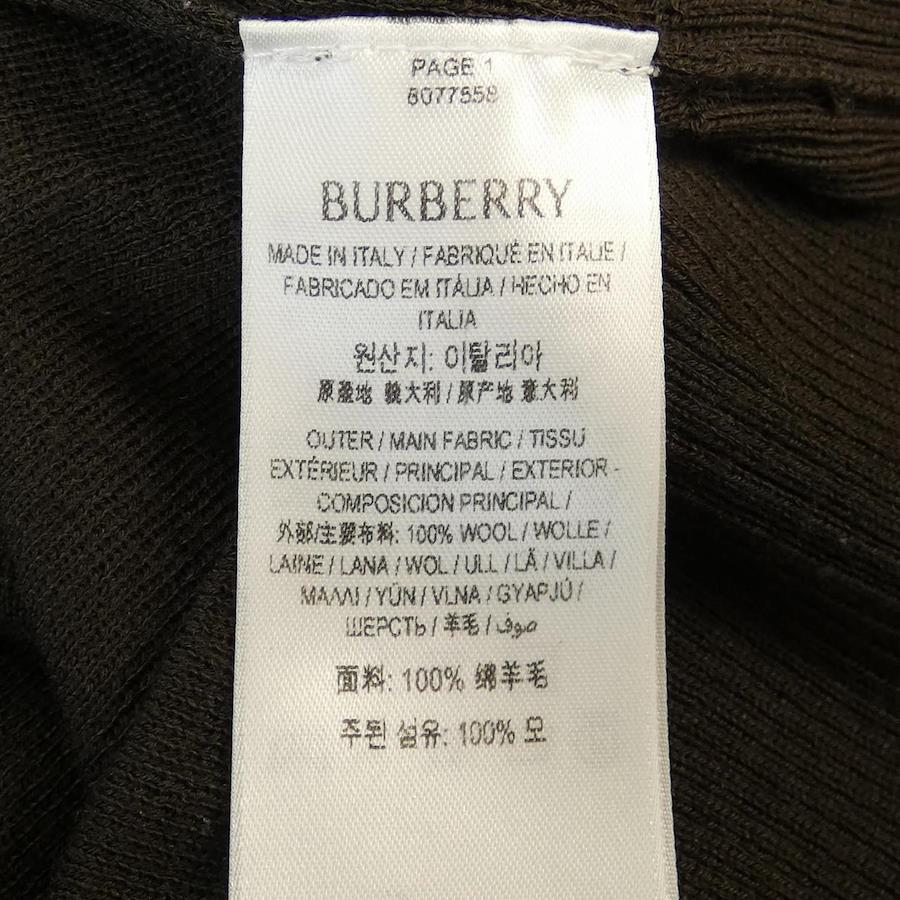 PAGE 1
8077858
BURBERRY
MADE IN ITALY / FABRIQUÉ EN ITALIE /
FABRICADO EM ITÁLIA / HECHO EN
ITALIA
원산지: 이탈리아
原產地 義大利 / 原产地 意大利
OUTER / MAIN FABRIC / TISSU
EXTÉRIEUR / PRINCIPAL / EXTERIOR -
COMPOSICION PRINCIPAL /
外部/主要布料: 100% WOOL / WOLLE /
LAINE / LANA / WOL / ULL / LÃ / VILLA /
ΜΑΛΛΙ / YÜN / VLNA / GYAPJÚ /
ШЕРСТЬ / 羊毛 / صوف
面料: 100% 绵羊毛
주된 섬유: 100% 모